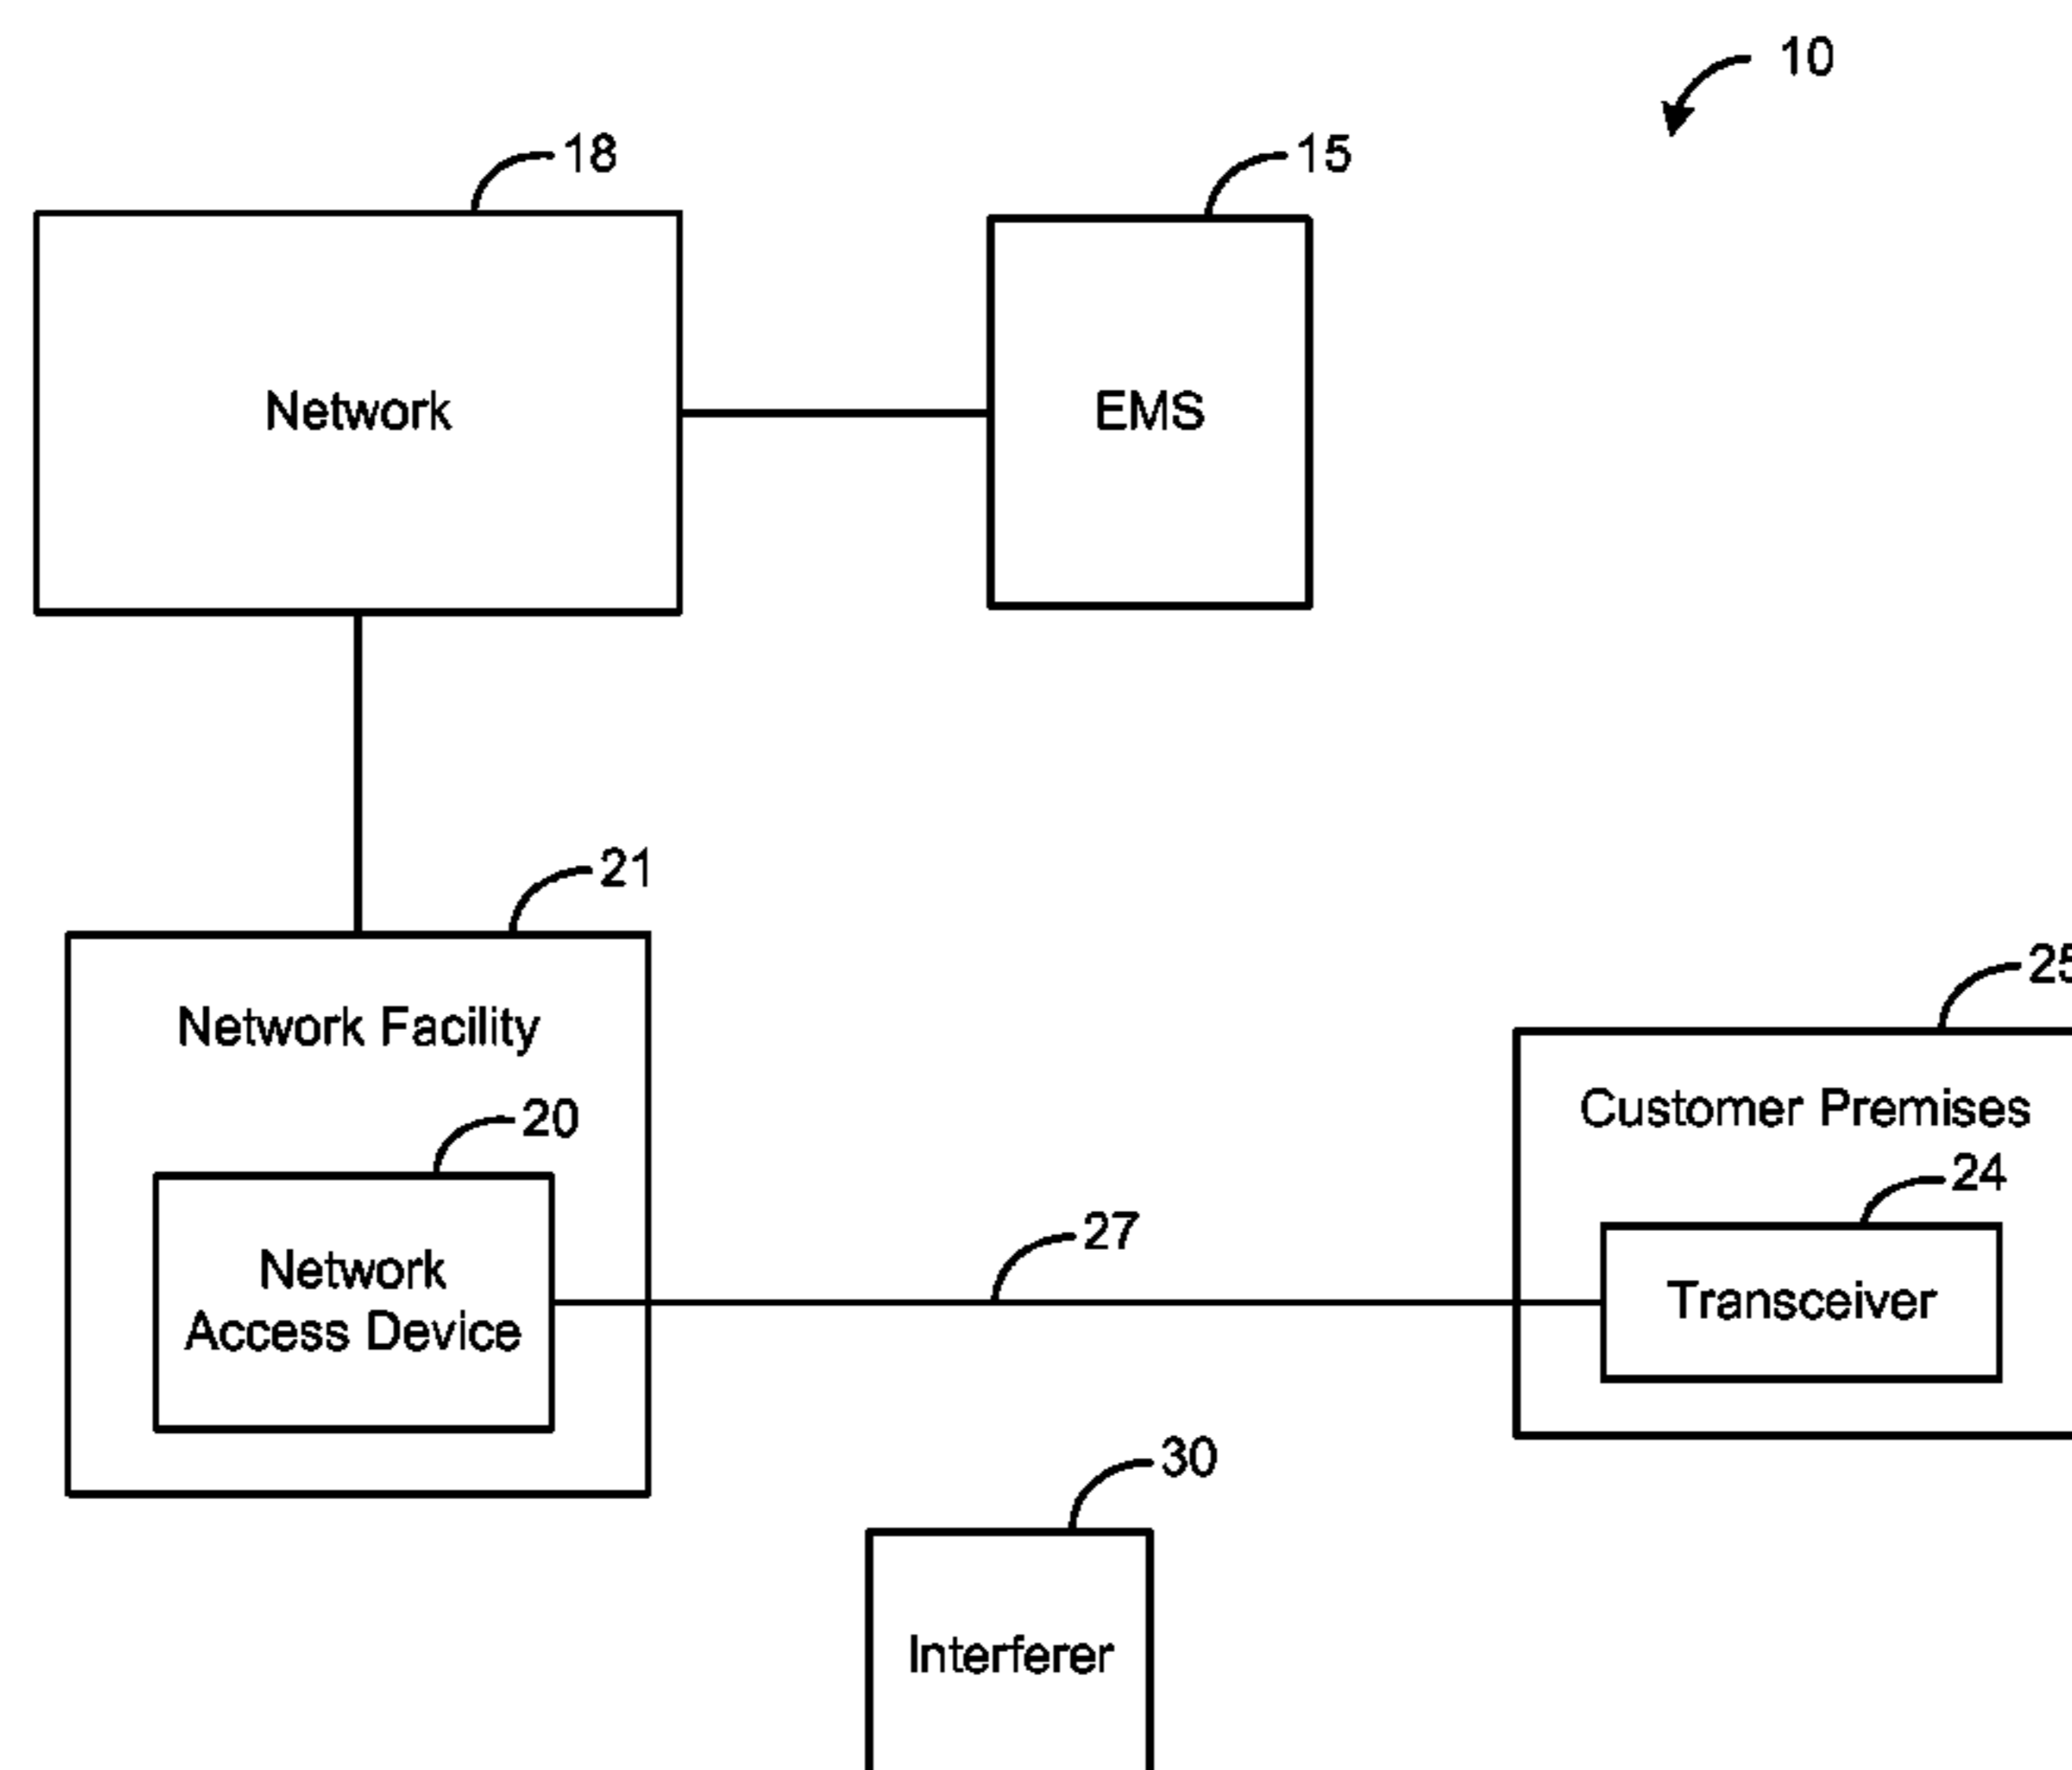 10
18
15
Network
EMS
21
Network Facility
25
Customer Premises
20
24
Network
Access Device
27
Transceiver
30
Interferer